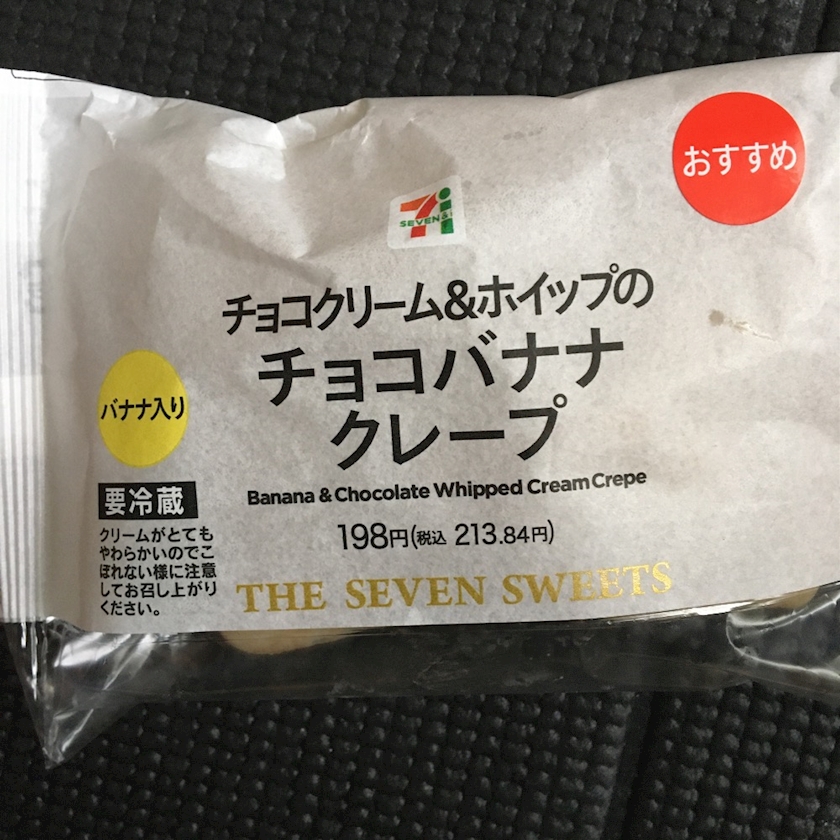 おすすめ
SEVEN&i
チョコクリーム&ホイップの
チョコバナナ
クレープ
バナナ入り
Banana & Chocolate Whipped Cream Crepe
要冷蔵
クリームがとても
やわらかいのでこ
ぼれない様に注意
してお召し上がり
ください。
198円(税込 213.84円)
THE SEVEN SWEETS